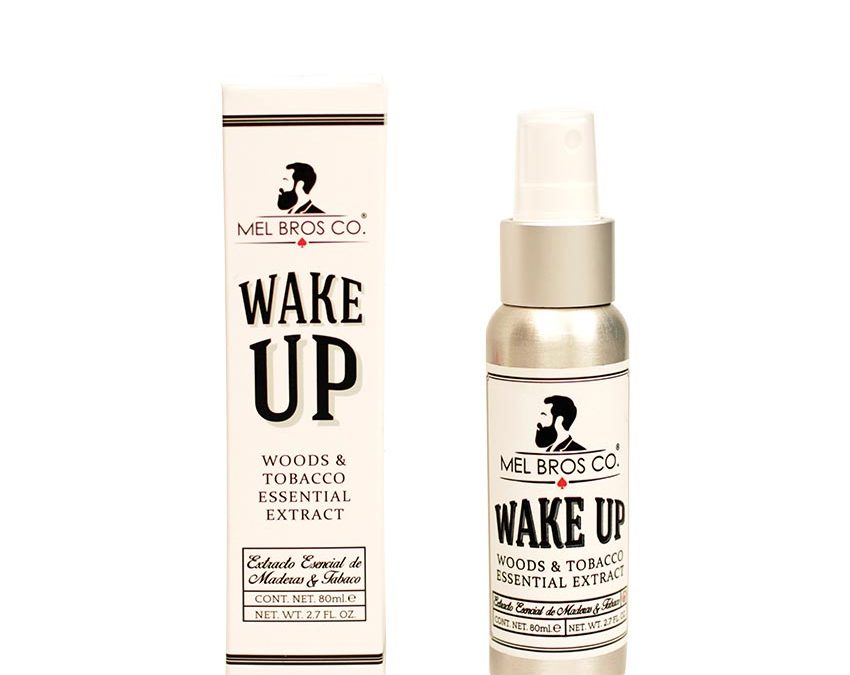 MEL BROS CO.®
WAKE
UP
WOODS &
TOBACCO
ESSENTIAL
EXTRACT
Extracto Esencial de
Maderas & Tabaco
CONT. NET. 80ml.e
NET. WT. 2.7 FL. OZ.
MEL BROS CO.®
WAKE UP
WOODS & TOBACCO
ESSENTIAL EXTRACT
Extracto Esencial de Maderas & Tabaco
CONT. NET. 80ml.e NET. WT. 2.7 FL. OZ.